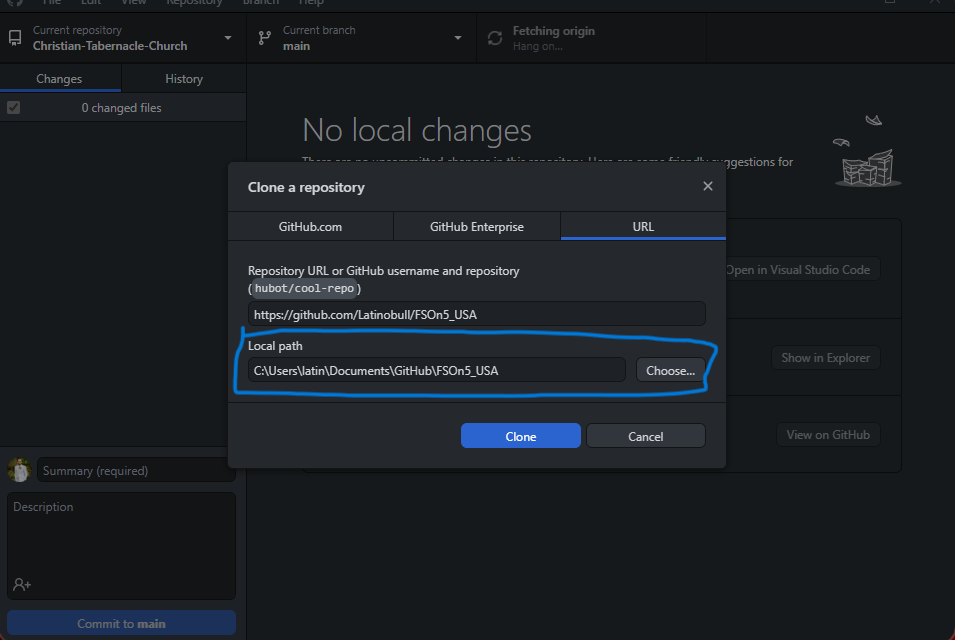 File Edit View Repository Branch Help
Current repository
Christian-Tabernacle-Church
Current branch
main
Fetching origin
Hang on...
Changes
History
0 changed files
No local changes
There are no uncommitted changes in this repository. Here are some friendly suggestions for
Clone a repository
GitHub.com
GitHub Enterprise
URL
Repository URL or GitHub username and repository
(hubot/cool-repo)
https://github.com/Latinobull/FSOn5_USA
Local path
C:\Users\latin\Documents\GitHub\FSOn5_USA
Choose...
Clone
Cancel
Open in Visual Studio Code
Show in Explorer
View on GitHub
Summary (required)
Description
Commit to main